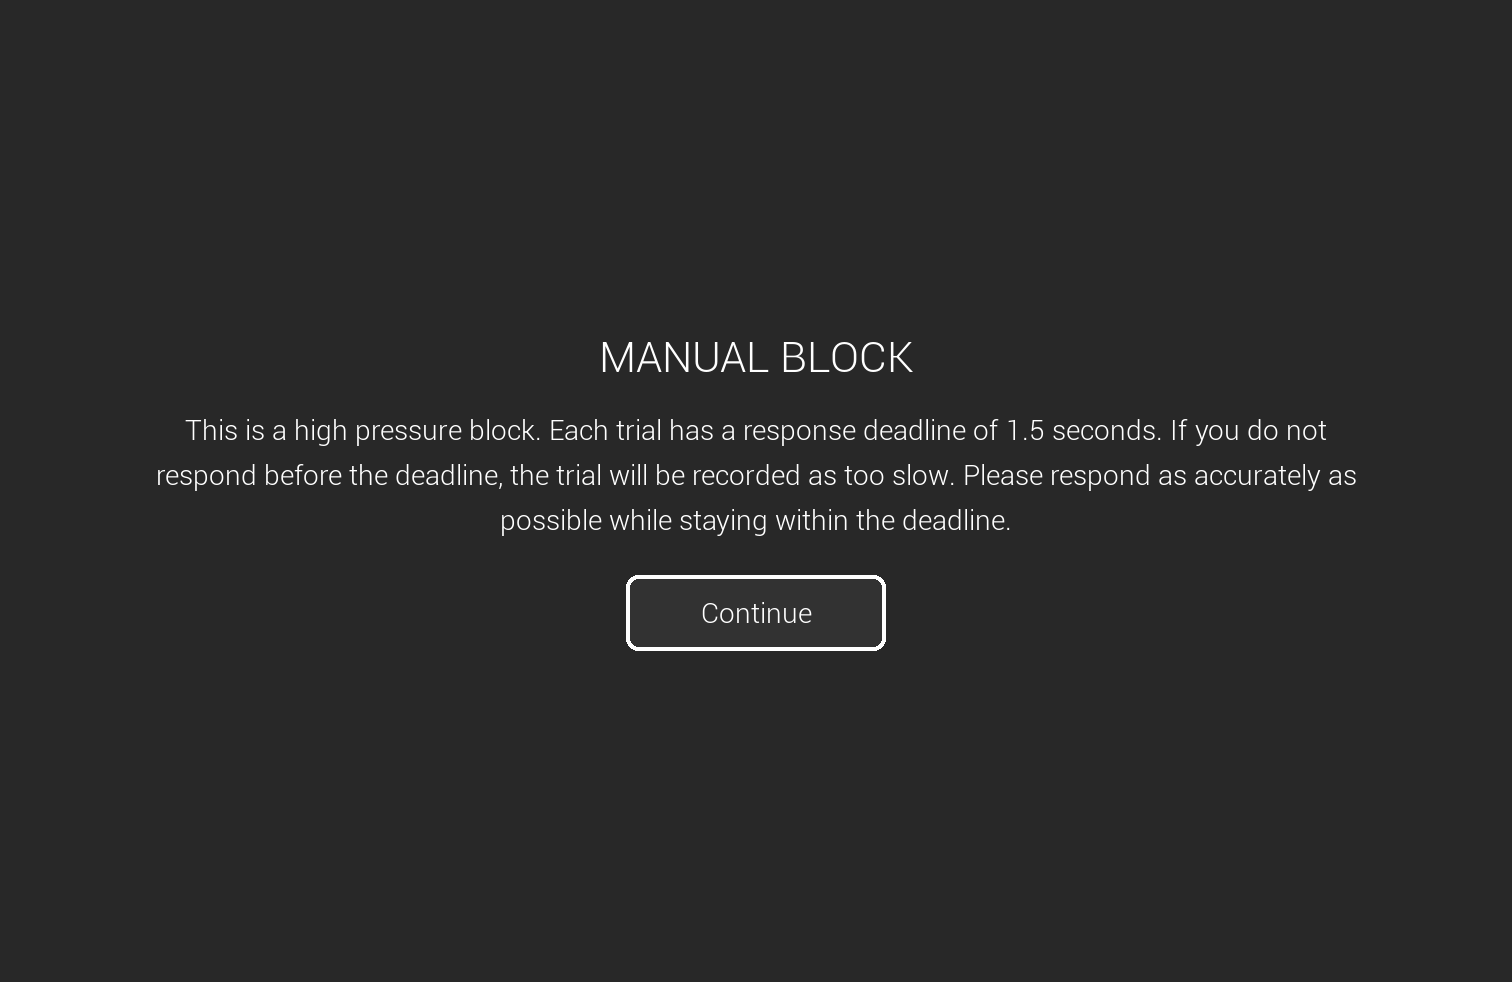 MANUAL BLOCK
This is a high pressure block. Each trial has a response deadline of 1.5 seconds. If you do not
respond before the deadline, the trial will be recorded as too slow. Please respond as accurately as
possible while staying within the deadline.
Continue